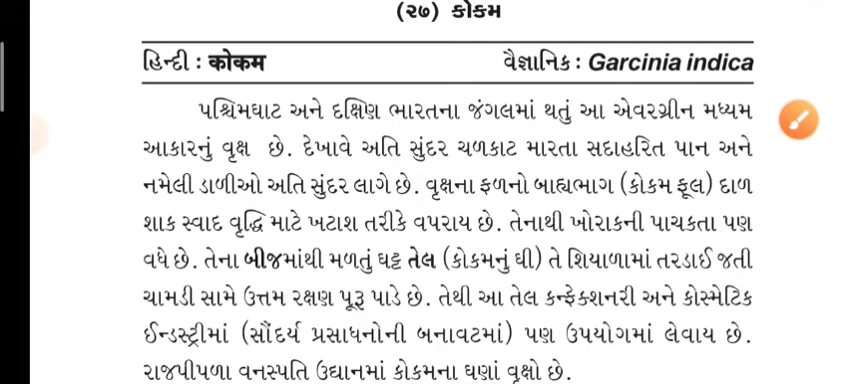 (૨૭) કોકમ
હિન્દી : कोकम વૈજ્ઞાનિક : Garcinia indica
પશ્ચિમઘાટ અને દક્ષિણ ભારતના જંગલમાં થતું આ એવરગ્રીન મધ્યમ
આકારનું વૃક્ષ છે. દેખાવે અતિ સુંદર ચળકાટ મારતા સદાહરિત પાન અને
નમેલી ડાળીઓ અતિ સુંદર લાગે છે. વૃક્ષના ફળનો બાહ્યભાગ (કોકમ ફૂલ) દાળ
શાક સ્વાદ વૃદ્ધિ માટે ખટાશ તરીકે વપરાય છે. તેનાથી ખોરાકની પાચકતા પણ
વધે છે. તેના બીજમાંથી મળતું ઘટ્ટ તેલ (કોકમનું ઘી) તે શિયાળામાં તરડાઈ જતી
ચામડી સામે ઉત્તમ રક્ષણ પૂરૂ પાડે છે. તેથી આ તેલ કન્ફેક્શનરી અને કોસ્મેટિક
ઈન્ડસ્ટ્રીમાં (સૌંદર્ય પ્રસાધનોની બનાવટમાં) પણ ઉપયોગમાં લેવાય છે.
રાજપીપળા વનસ્પતિ ઉદ્યાનમાં કોકમના ઘણાં વૃક્ષો છે.